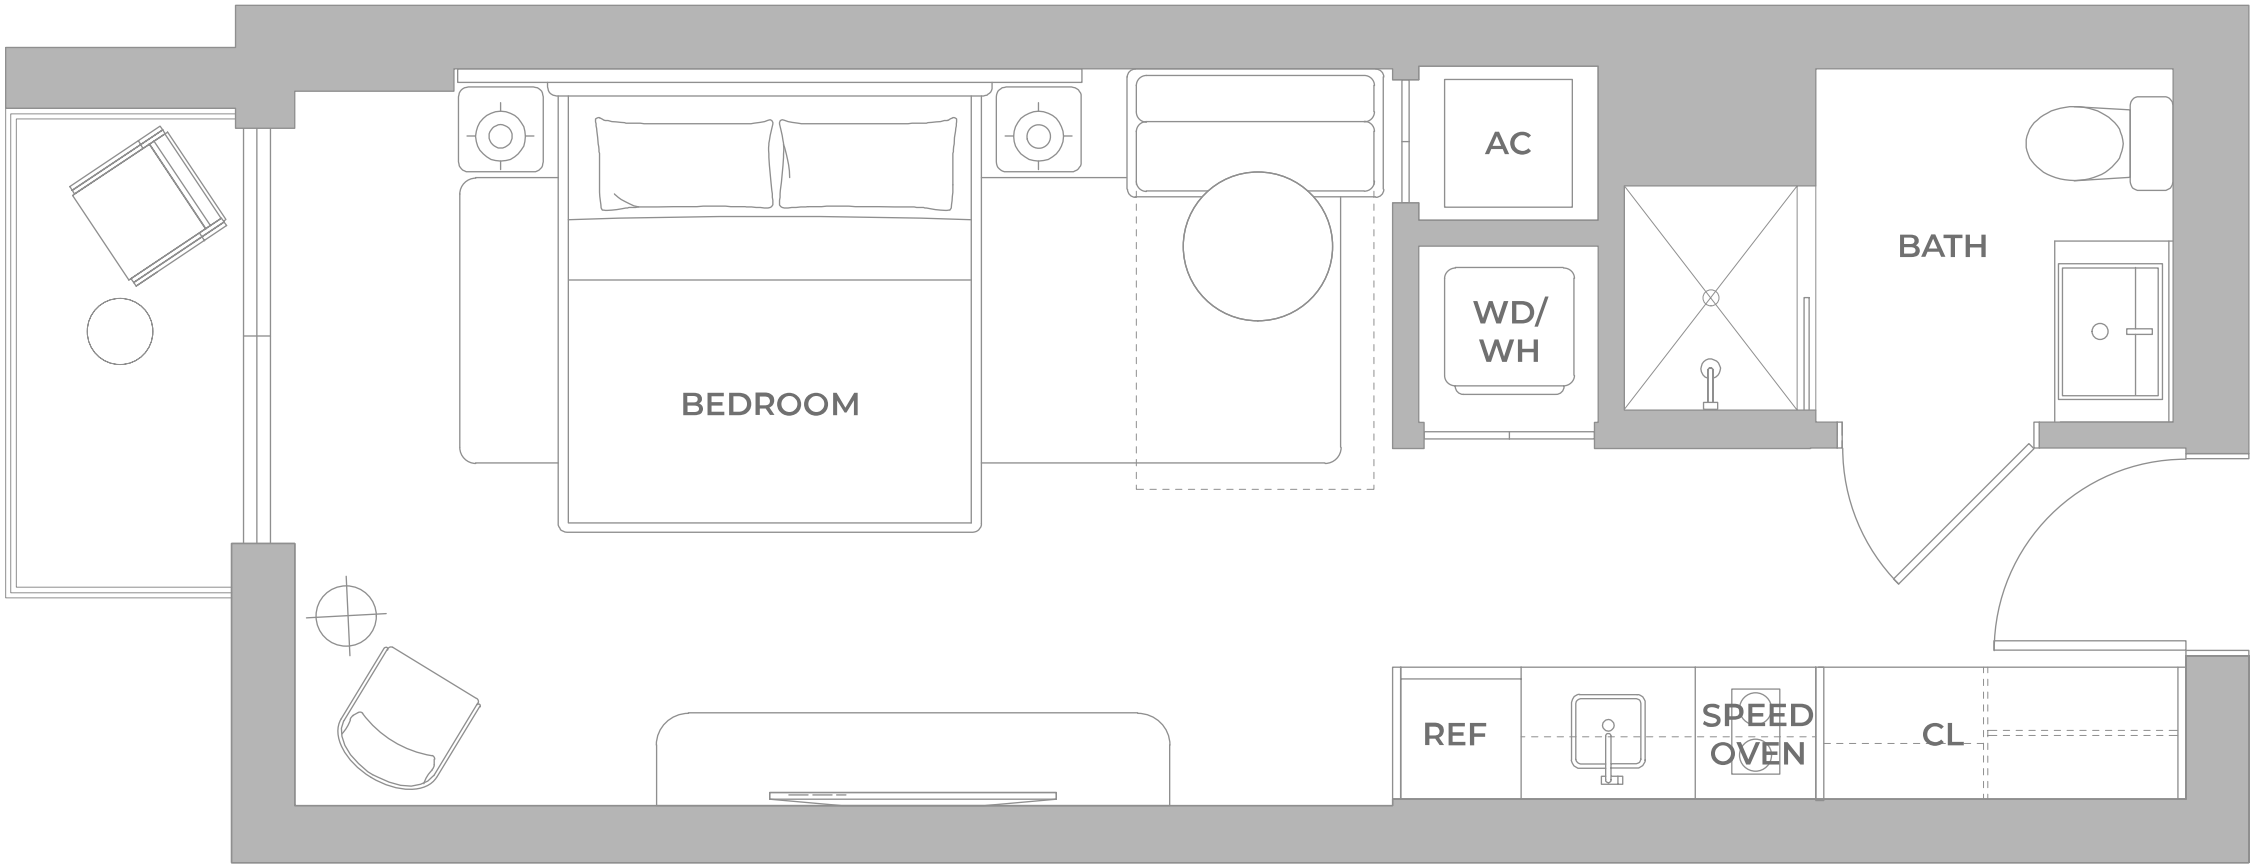 AC
BATH
WD/
WH
BEDROOM
REF
SPEED
OVEN
CL